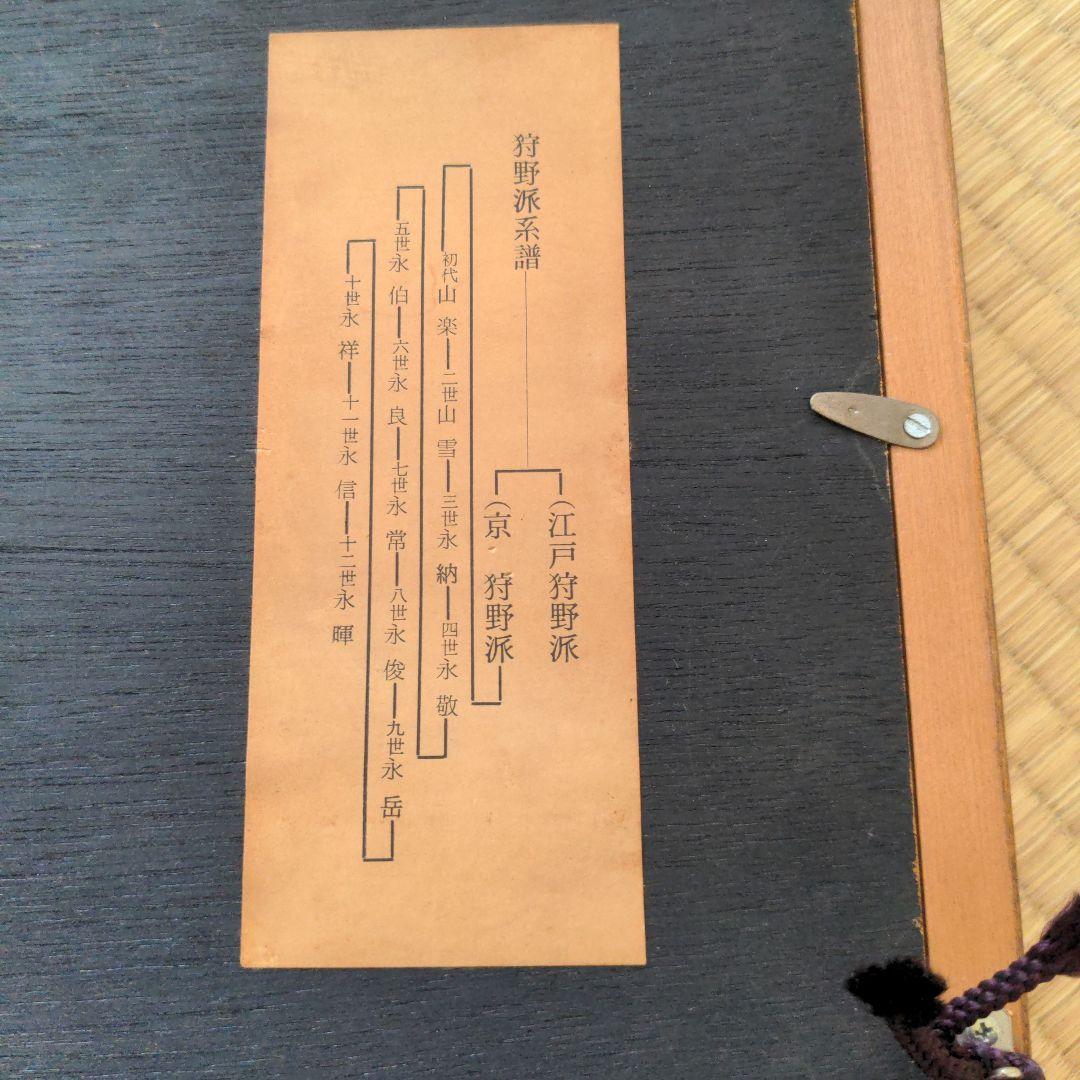 狩野派系譜
(江戸狩野派
(京 狩野派
初代山楽―二世山雪―三世永納―四世永敬
五世永伯―六世永良―七世永常―八世永俊―九世永岳
十世永祥―十一世永信―十二世永暉